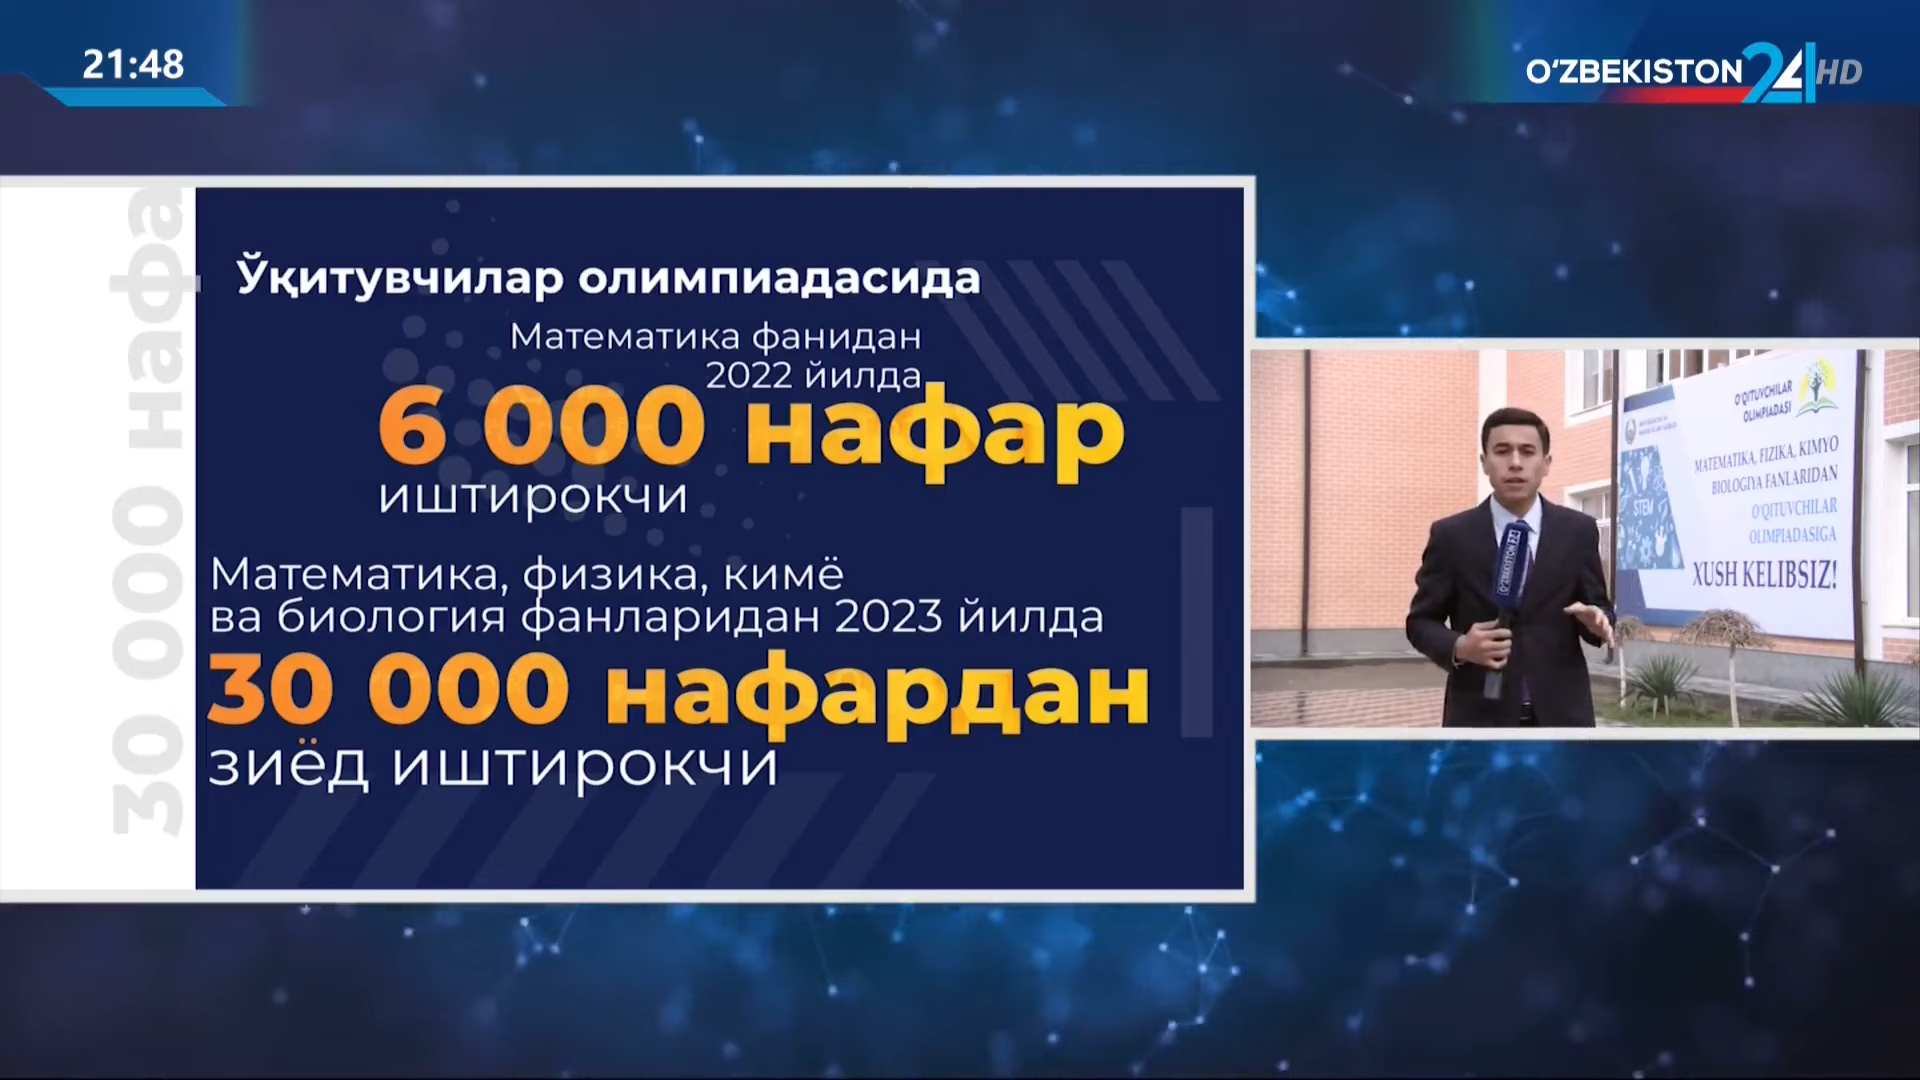 21:48
O‘ZBEKISTON 24 HD
30 000 нафа
Ўқитувчилар олимпиадасида
Математика фанидан
2022 йилда
6 000 нафар
иштирокчи
Математика, физика, кимё
ва биология фанларидан 2023 йилда
30 000 нафардан
зиёд иштирокчи
O‘QITUVCHILAR
OLIMPIADASI
MATEMATIKA, FIZIKA, KIMYO
BIOLOGIYA FANLARIDAN
O‘QITUVCHILAR
OLIMPIADASIGA
XUSH KELIBSIZ!
STEM
O‘ZBEKISTON 24